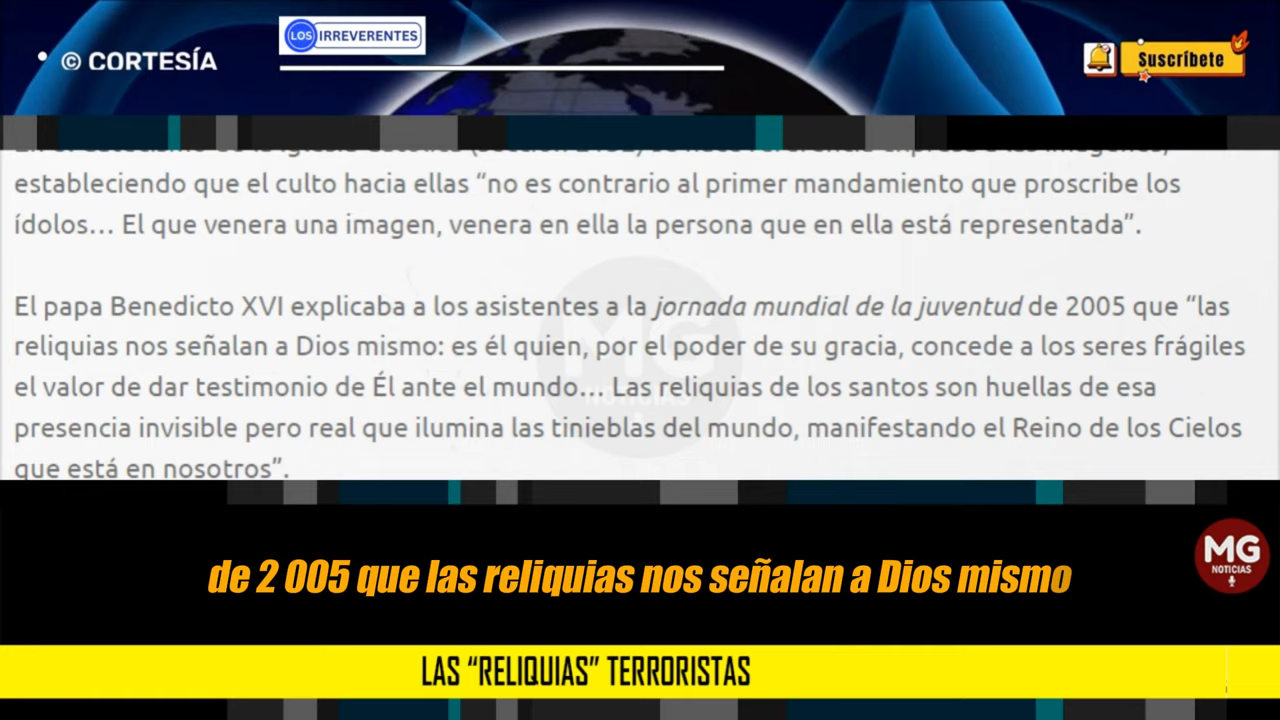 © CORTESÍA
LOS IRREVERENTES
Suscríbete
estableciendo que el culto hacia ellas “no es contrario al primer mandamiento que proscribe los
ídolos... El que venera una imagen, venera en ella la persona que en ella está representada”.
El papa Benedicto XVI explicaba a los asistentes a la jornada mundial de la juventud de 2005 que “las
reliquias nos señalan a Dios mismo: es él quien, por el poder de su gracia, concede a los seres frágiles
el valor de dar testimonio de Él ante el mundo... Las reliquias de los santos son huellas de esa
presencia invisible pero real que ilumina las tinieblas del mundo, manifestando el Reino de los Cielos
que está en nosotros”.
MG
NOTICIAS
de 2 005 que las reliquias nos señalan a Dios mismo
MG
NOTICIAS
LAS “RELIQUIAS” TERRORISTAS